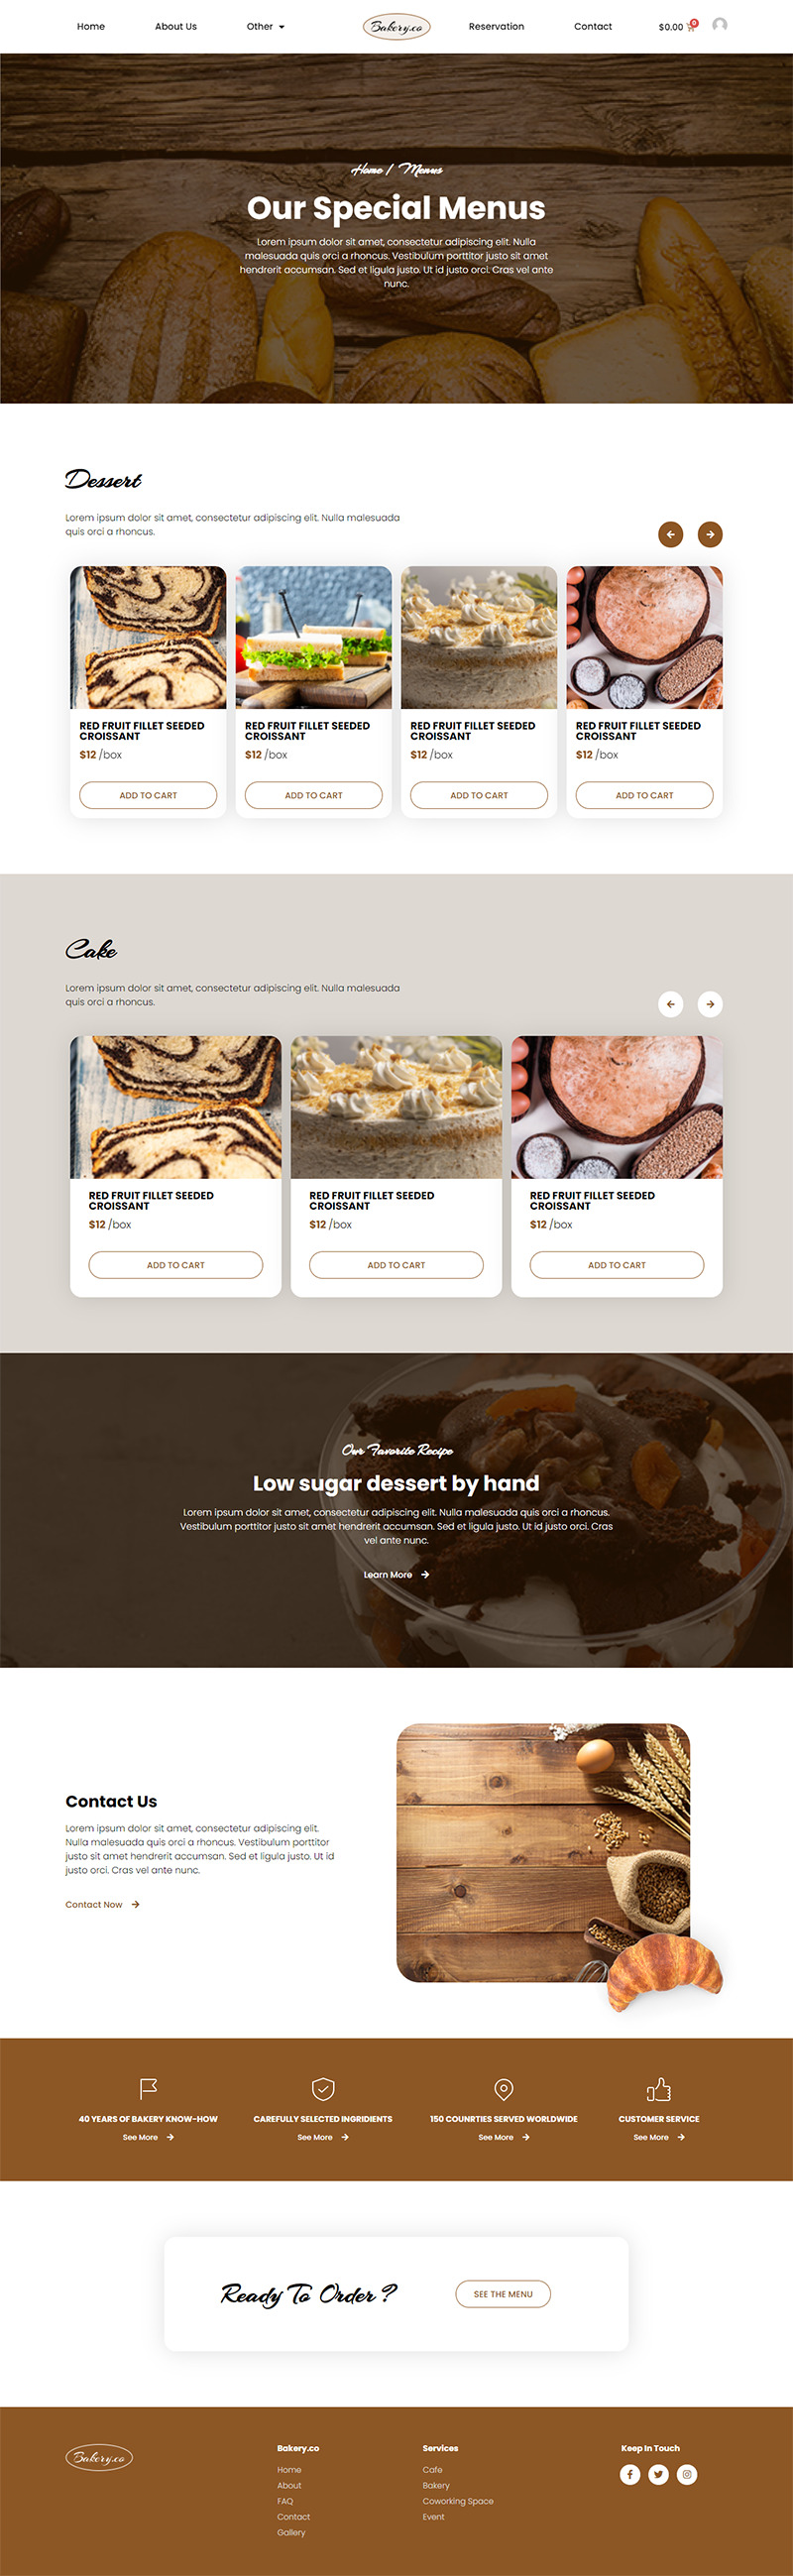 Home
About Us
Other
Bakery.co
Reservation
Contact
$0.00
0
Home / Menus
Our Special Menus
Lorem ipsum dolor sit amet, consectetur adipiscing elit. Nulla
malesuada quis orci a rhoncus. Vestibulum porttitor justo sit amet
hendrerit accumsan. Sed et ligula justo. Ut id justo orci. Cras vel ante
nunc.
Dessert
Lorem ipsum dolor sit amet, consectetur adipiscing elit. Nulla malesuada
quis orci a rhoncus.
RED FRUIT FILLET SEEDED
CROISSANT
$12 /box
ADD TO CART
RED FRUIT FILLET SEEDED
CROISSANT
$12 /box
ADD TO CART
RED FRUIT FILLET SEEDED
CROISSANT
$12 /box
ADD TO CART
RED FRUIT FILLET SEEDED
CROISSANT
$12 /box
ADD TO CART
Cake
Lorem ipsum dolor sit amet, consectetur adipiscing elit. Nulla malesuada
quis orci a rhoncus.
RED FRUIT FILLET SEEDED
CROISSANT
$12 /box
ADD TO CART
RED FRUIT FILLET SEEDED
CROISSANT
$12 /box
ADD TO CART
RED FRUIT FILLET SEEDED
CROISSANT
$12 /box
ADD TO CART
Our Favorite Recipe
Low sugar dessert by hand
Lorem ipsum dolor sit amet, consectetur adipiscing elit. Nulla malesuada quis orci a rhoncus.
Vestibulum porttitor justo sit amet hendrerit accumsan. Sed et ligula justo. Ut id justo orci. Cras
vel ante nunc.
Learn More
Contact Us
Lorem ipsum dolor sit amet, consectetur adipiscing elit.
Nulla malesuada quis orci a rhoncus. Vestibulum porttitor
justo sit amet hendrerit accumsan. Sed et ligula justo. Ut id
justo orci. Cras vel ante nunc.
Contact Now
40 YEARS OF BAKERY KNOW-HOW
See More
CAREFULLY SELECTED INGRIDIENTS
See More
150 COUNRTIES SERVED WORLDWIDE
See More
CUSTOMER SERVICE
See More
Ready To Order ?
SEE THE MENU
Bakery.co
Bakery.co
Home
About
FAQ
Contact
Gallery
Services
Cafe
Bakery
Coworking Space
Event
Keep In Touch